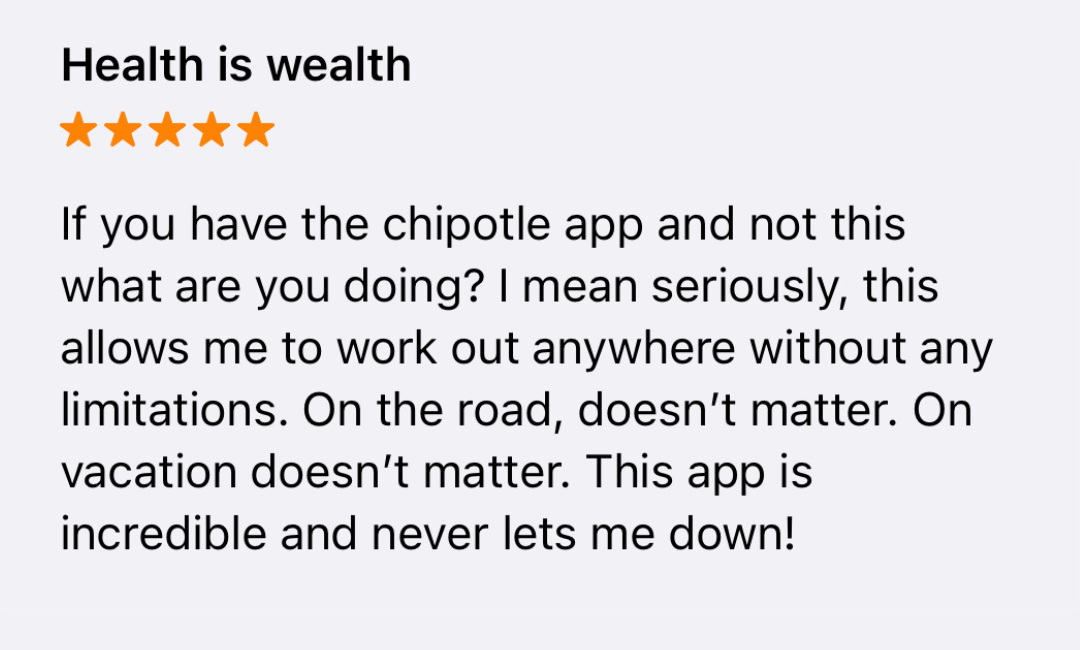 Health is wealth
If you have the chipotle app and not this
what are you doing? I mean seriously, this
allows me to work out anywhere without any
limitations. On the road, doesn’t matter. On
vacation doesn’t matter. This app is
incredible and never lets me down!